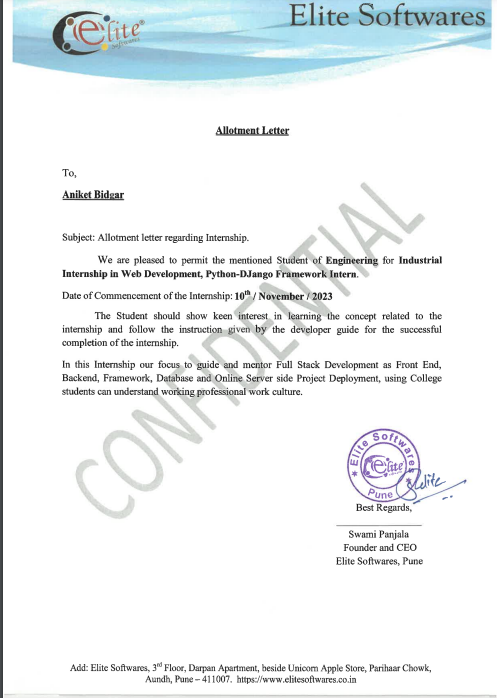 Elite Softwares
elite®
Softwares
Allotment Letter
To,
Aniket Bidgar
Subject: Allotment letter regarding Internship.
We are pleased to permit the mentioned Student of Engineering for Industrial
Internship in Web Development, Python-DJango Framework Intern.
Date of Commencement of the Internship: 10th / November / 2023
The Student should show keen interest in learning the concept related to the
internship and follow the instruction given by the developer guide for the successful
completion of the internship.
In this Internship our focus to guide and mentor Full Stack Development as Front End,
Backend, Framework, Database and Online Server side Project Deployment, using College
students can understand working professional work culture.
CONFIDENTIAL
★ Elite Softwares ★
elite
Pune
Best Regards,
Swami Panjala
Founder and CEO
Elite Softwares, Pune
Add: Elite Softwares, 3rd Floor, Darpan Apartment, beside Unicorn Apple Store, Parihaar Chowk,
Aundh, Pune – 411007. https://www.elitesoftwares.co.in